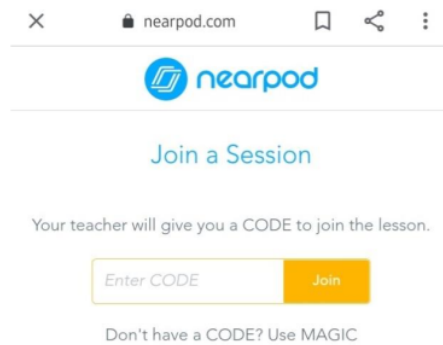 nearpod.com
nearpod
Join a Session
Your teacher will give you a CODE to join the lesson.
Enter CODE
Join
Don't have a CODE? Use MAGIC